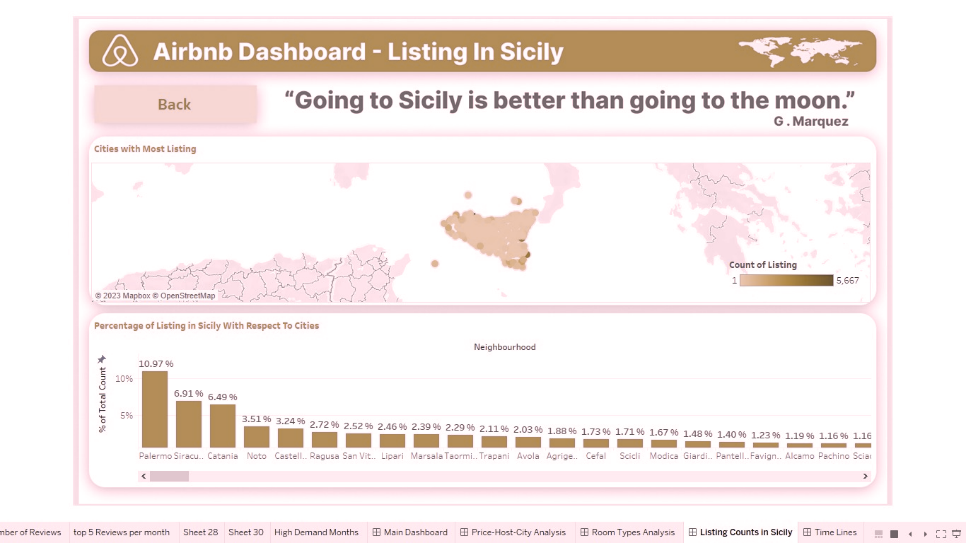 Airbnb Dashboard - Listing In Sicily
Back
“Going to Sicily is better than going to the moon.”
G . Marquez
Cities with Most Listing
Count of Listing
1 5,667
© 2023 Mapbox © OpenStreetMap
Percentage of Listing in Sicily With Respect To Cities
Neighbourhood
% of Total Count
10%
5%
10.97 % 6.91 % 6.49 % 3.51 % 3.24 % 2.72 % 2.52 % 2.46 % 2.39 % 2.29 % 2.11 % 2.03 % 1.88 % 1.73 % 1.71 % 1.67 % 1.48 % 1.40 % 1.23 % 1.19 % 1.16 % 1.16
Palermo Siracu.. Catania Noto Castell.. Ragusa San Vit.. Lipari Marsala Taormi.. Trapani Avola Agrige.. Cefal Scicli Modica Giardi.. Pantell.. Favign.. Alcamo Pachino Scia
mber of Reviews top 5 Reviews per month Sheet 28 Sheet 30 High Demand Months Main Dashboard Price-Host-City Analysis Room Types Analysis Listing Counts in Sicily Time Lines